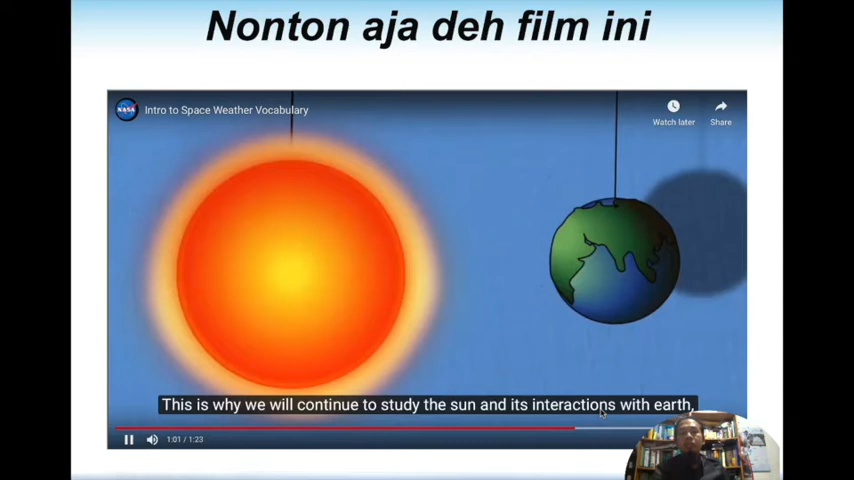 Nonton aja deh film ini
NASA
Intro to Space Weather Vocabulary
Watch later
Share
This is why we will continue to study the sun and its interactions with earth,
1:01 / 1:23